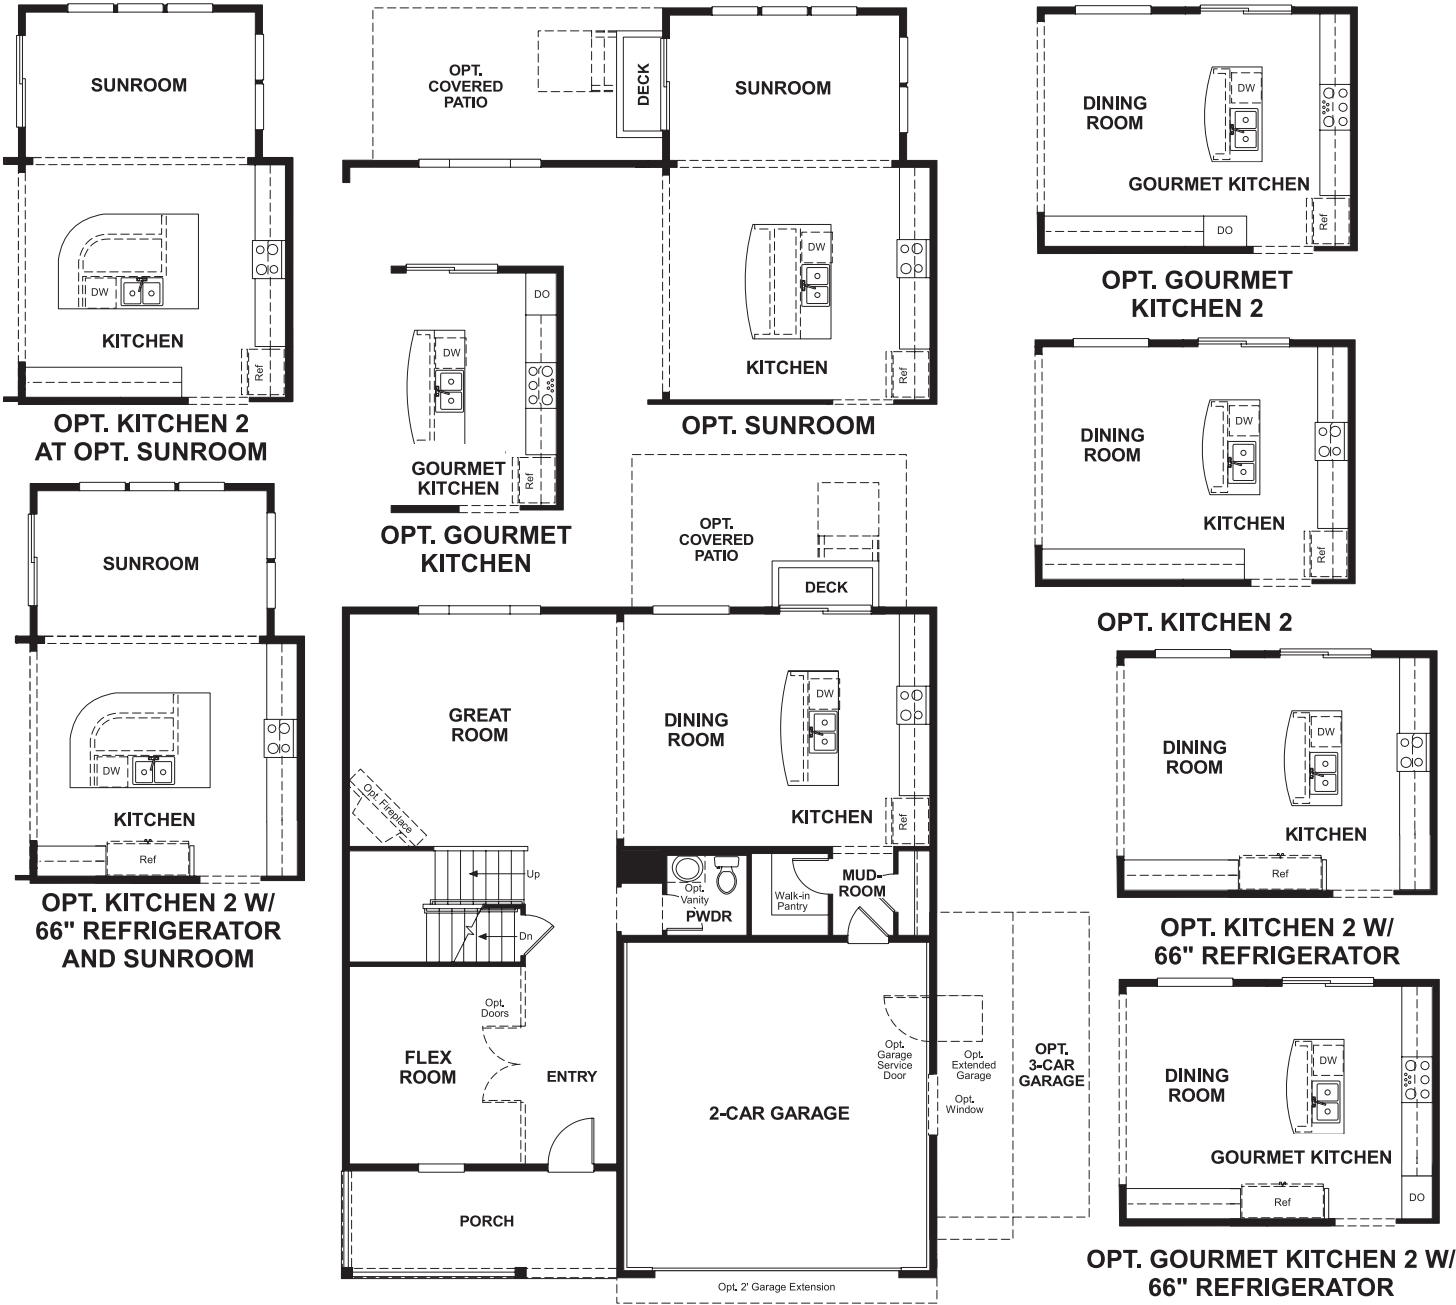 SUNROOM
DW
KITCHEN
Ref
OPT. KITCHEN 2
AT OPT. SUNROOM
SUNROOM
DW
KITCHEN
Ref
OPT. KITCHEN 2 W/
66" REFRIGERATOR
AND SUNROOM
OPT.
COVERED
PATIO
DECK
SUNROOM
DW
KITCHEN
Ref
OPT. SUNROOM
DO
DW
GOURMET
KITCHEN
Ref
OPT. GOURMET
KITCHEN
OPT.
COVERED
PATIO
DECK
GREAT
ROOM
DINING
ROOM
DW
KITCHEN
Ref
Opt. Fireplace
Up
Dn
Opt.
Vanity
PWDR
Walk-in
Pantry
MUD-
ROOM
Opt.
Doors
FLEX
ROOM
ENTRY
2-CAR GARAGE
Opt.
Garage
Service
Door
Opt.
Extended
Garage
Opt.
Window
OPT.
3-CAR
GARAGE
PORCH
Opt. 2' Garage Extension
DINING
ROOM
DW
GOURMET KITCHEN
Ref
DO
OPT. GOURMET
KITCHEN 2
DINING
ROOM
DW
KITCHEN
Ref
OPT. KITCHEN 2
DINING
ROOM
DW
KITCHEN
Ref
OPT. KITCHEN 2 W/
66" REFRIGERATOR
DINING
ROOM
DW
GOURMET KITCHEN
Ref
DO
OPT. GOURMET KITCHEN 2 W/
66" REFRIGERATOR